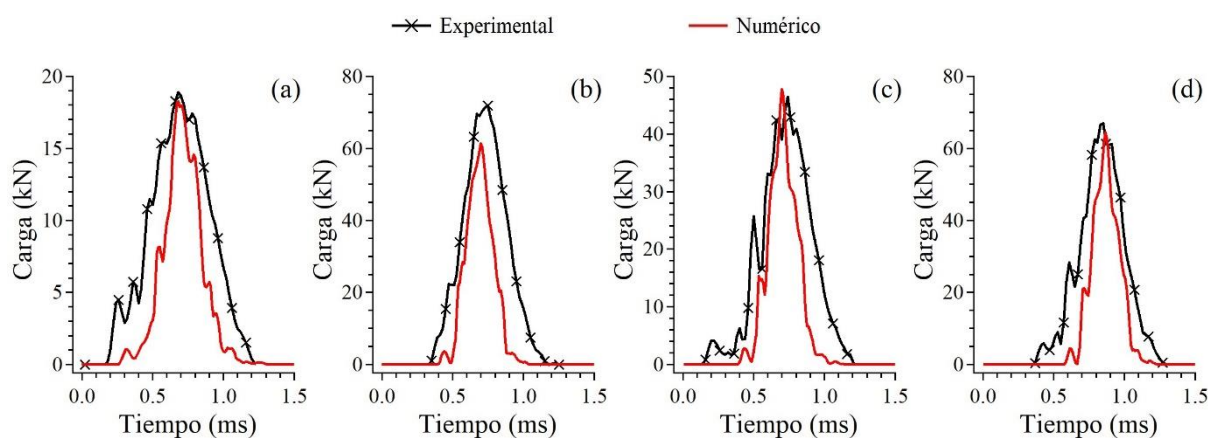 Experimental Numérico
(a) (b) (c) (d)
20 80 50 80
40
15 60 60
30
Carga (kN) 10 Carga (kN) 40 Carga (kN) Carga (kN) 40
20
5 20 10 20
0 0 0 0
0.0 0.5 1.0 1.5 0.0 0.5 1.0 1.5 0.0 0.5 1.0 1.5 0.0 0.5 1.0 1.5
Tiempo (ms) Tiempo (ms) Tiempo (ms) Tiempo (ms)